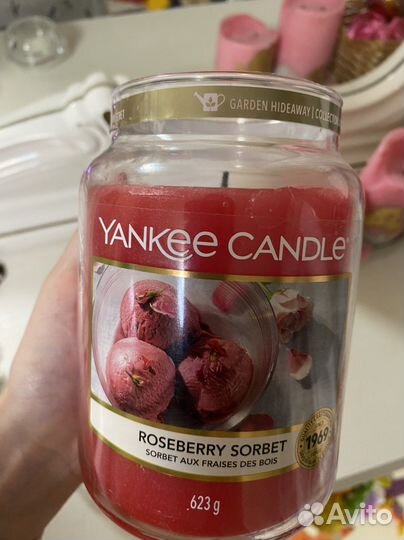 GARDEN HIDEAWAY | COLLECTION
YANKEE CANDLE
ROSEBERRY SORBET
SORBET AUX FRAISES DES BOIS
1969
623 g
Avito